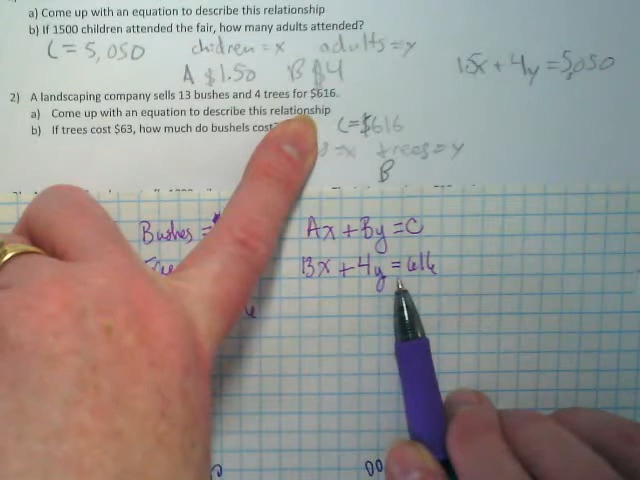 a) Come up with an equation to describe this relationship
b) If 1500 children attended the fair, how many adults attended?
C = 5,050 children = x adults = y
A $1.50 B $4 15x + 4y = 5,050
2) A landscaping company sells 13 bushes and 4 trees for $616.
a) Come up with an equation to describe this relationship
b) If trees cost $63, how much do bushels cost
C = $616
= x trees = y
B
Bushes = Ax + By = C
13x + 4y = 616